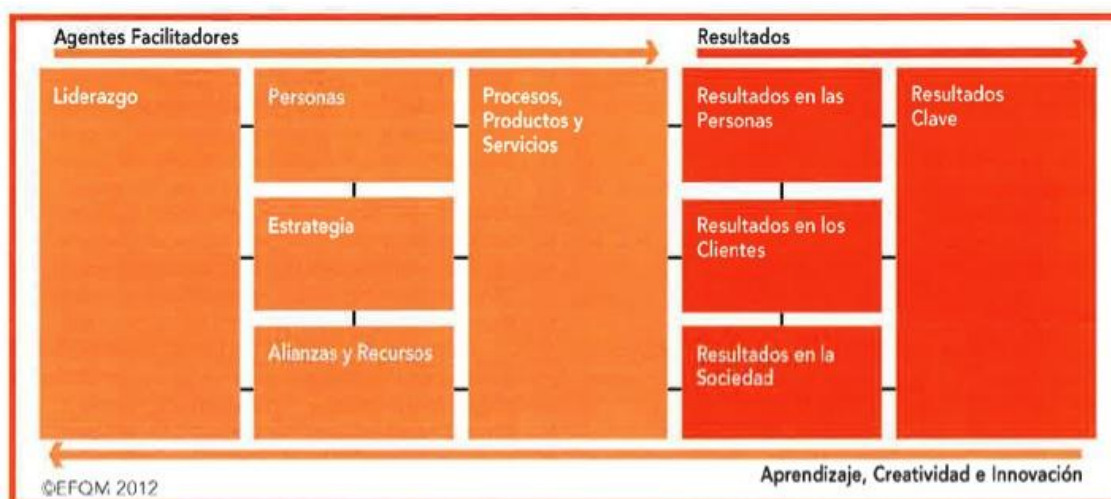 Agentes Facilitadores
Resultados
Liderazgo
Personas
Procesos,
Productos y
Servicios
Resultados en las
Personas
Resultados
Clave
Estrategia
Resultados en los
Clientes
Alianzas y Recursos
Resultados en la
Sociedad
Aprendizaje, Creatividad e Innovación
©EFQM 2012